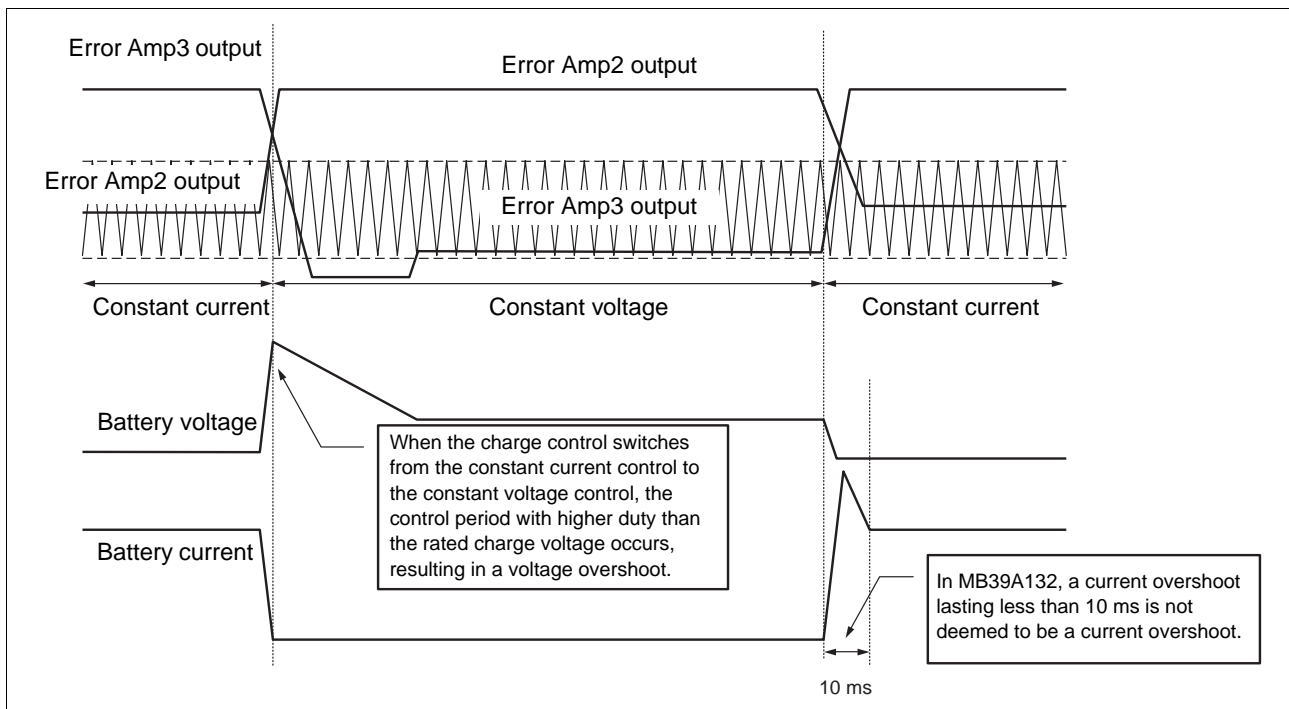 Error Amp3 output
Error Amp2 output
Error Amp2 output
Error Amp3 output
Constant current
Constant voltage
Constant current
Battery voltage
When the charge control switches
from the constant current control to
the constant voltage control, the
control period with higher duty than
the rated charge voltage occurs,
resulting in a voltage overshoot.
Battery current
In MB39A132, a current overshoot
lasting less than 10 ms is not
deemed to be a current overshoot.
10 ms